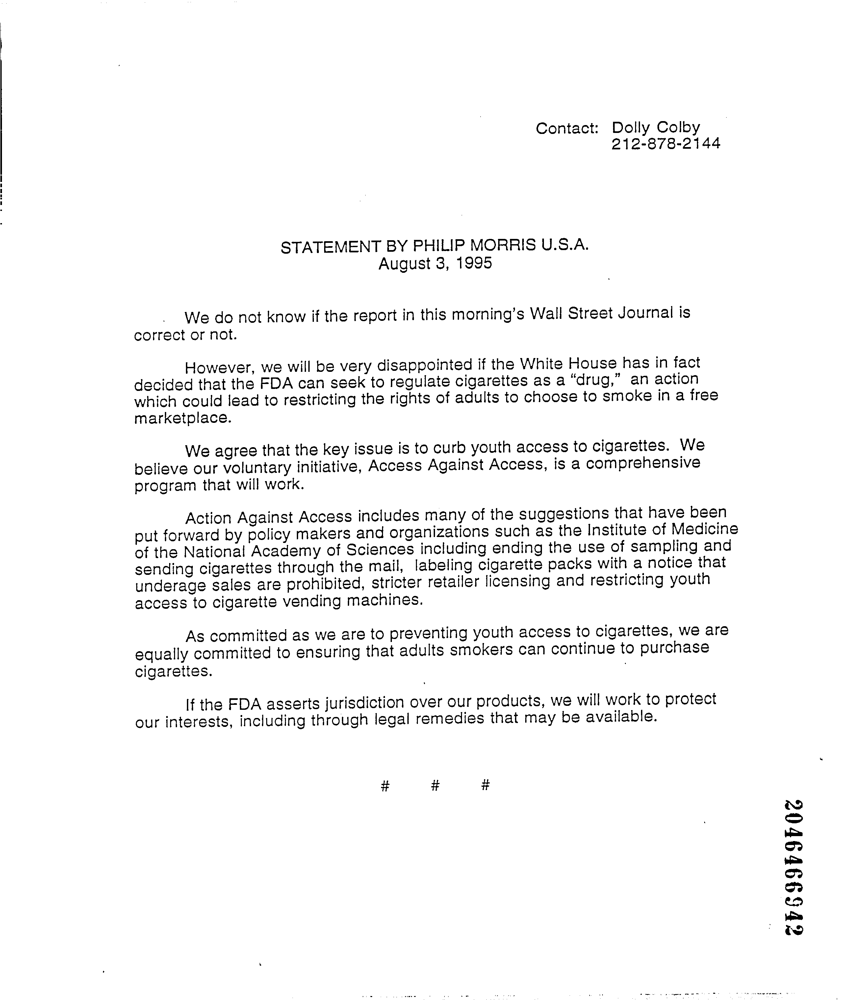 Contact: Dolly Colby
212-878-2144
STATEMENT BY PHILIP MORRIS U.S.A.
August 3, 1995
We do not know if the report in this morning's Wall Street Journal is
correct or not.
However, we will be very disappointed if the White House has in fact
decided that the FDA can seek to regulate cigarettes as a "drug," an action
which could lead to restricting the rights of adults to choose to smoke in a free
marketplace.
We agree that the key issue is to curb youth access to cigarettes. We
believe our voluntary initiative, Access Against Access, is a comprehensive
program that will work.
Action Against Access includes many of the suggestions that have been
put forward by policy makers and organizations such as the Institute of Medicine
of the National Academy of Sciences including ending the use of sampling and
sending cigarettes through the mail, labeling cigarette packs with a notice that
underage sales are prohibited, stricter retailer licensing and restricting youth
access to cigarette vending machines.
As committed as we are to preventing youth access to cigarettes, we are
equally committed to ensuring that adults smokers can continue to purchase
cigarettes.
If the FDA asserts jurisdiction over our products, we will work to protect
our interests, including through legal remedies that may be available.
# # #
2046466942